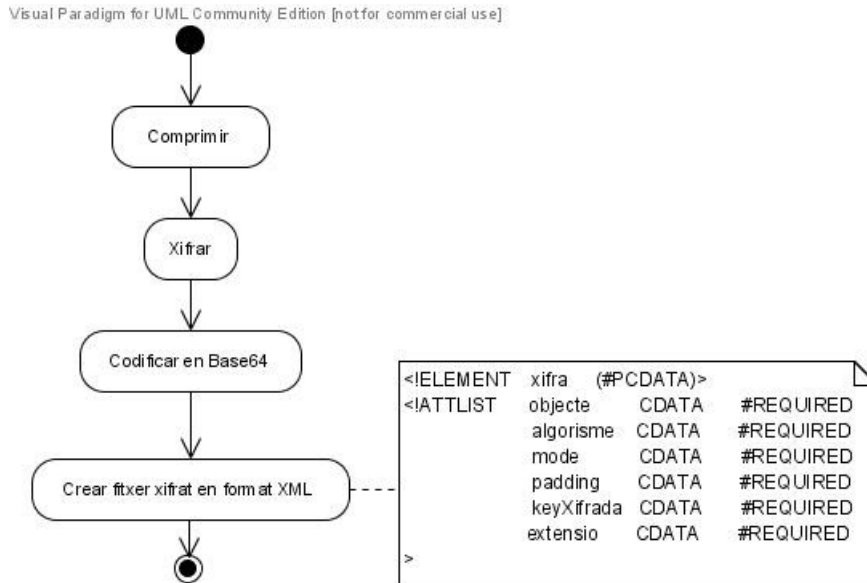 Visual Paradigm for UML Community Edition [not for commercial use]
Comprimir
Xifrar
Codificar en Base64
Crear fitxer xifrat en format XML
<!ELEMENT xifra (#PCDATA)>
<!ATTLIST objecte CDATA #REQUIRED
algorisme CDATA #REQUIRED
mode CDATA #REQUIRED
padding CDATA #REQUIRED
keyXifrada CDATA #REQUIRED
extensio CDATA #REQUIRED
>